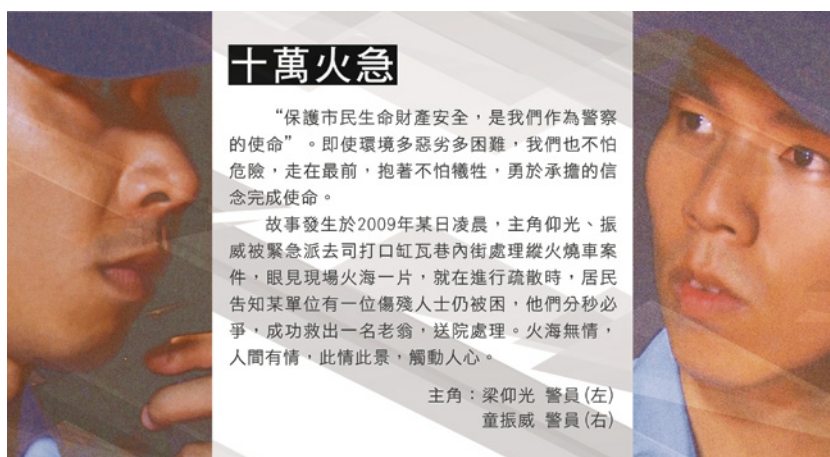 十萬火急
“保護市民生命財產安全，是我們作為警察
的使命”。即使環境多惡劣多困難，我們也不怕
危險，走在最前，抱著不怕犧牲，勇於承擔的信
念完成使命。
故事發生於2009年某日凌晨，主角仰光、振
威被緊急派去司打口缸瓦巷內街處理縱火燒車案
件，眼見現場火海一片，就在進行疏散時，居民
告知某單位有一位傷殘人士仍被困，他們分秒必
爭，成功救出一名老翁，送院處理。火海無情，
人間有情，此情此景，觸動人心。
主角：梁仰光 警員(左)
童振威 警員(右)